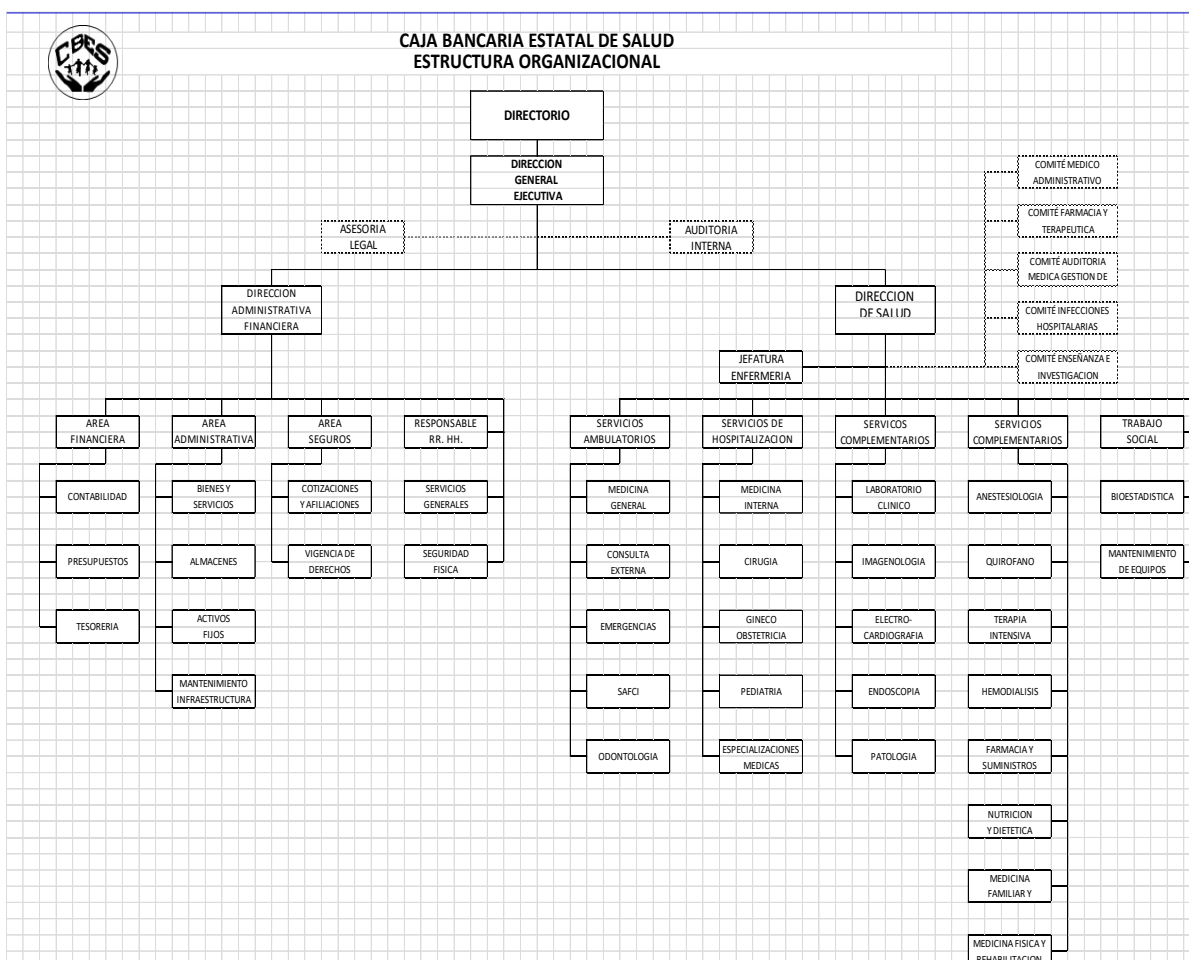 CBES
CAJA BANCARIA ESTATAL DE SALUD
ESTRUCTURA ORGANIZACIONAL
DIRECTORIO
DIRECCION
GENERAL
EJECUTIVA
COMITÉ MEDICO
ADMINISTRATIVO
COMITÉ FARMACIA Y
TERAPEUTICA
COMITÉ AUDITORIA
MEDICA GESTION DE
COMITÉ INFECCIONES
HOSPITALARIAS
COMITÉ ENSEÑANZA E
INVESTIGACION
ASESORIA
LEGAL
AUDITORIA
INTERNA
DIRECCION
ADMINISTRATIVA
FINANCIERA
DIRECCION
DE SALUD
JEFATURA
ENFERMERIA
AREA
FINANCIERA
CONTABILIDAD
PRESUPUESTOS
TESORERIA
AREA
ADMINISTRATIVA
BIENES Y
SERVICIOS
ALMACENES
ACTIVOS
FIJOS
MANTENIMIENTO
INFRAESTRUCTURA
AREA
SEGUROS
COTIZACIONES
Y AFILIACIONES
VIGENCIA DE
DERECHOS
RESPONSABLE
RR. HH.
SERVICIOS
GENERALES
SEGURIDAD
FISICA
SERVICIOS
AMBULATORIOS
MEDICINA
GENERAL
CONSULTA
EXTERNA
EMERGENCIAS
SAFCI
ODONTOLOGIA
SERVICIOS DE
HOSPITALIZACION
MEDICINA
INTERNA
CIRUGIA
GINECO
OBSTETRICIA
PEDIATRIA
ESPECIALIZACIONES
MEDICAS
SERVICOS
COMPLEMENTARIOS
LABORATORIO
CLINICO
IMAGENOLOGIA
ELECTRO-
CARDIOGRAFIA
ENDOSCOPIA
PATOLOGIA
SERVICIOS
COMPLEMENTARIOS
ANESTESIOLOGIA
QUIROFANO
TERAPIA
INTENSIVA
HEMODIALISIS
FARMACIA Y
SUMINISTROS
NUTRICION
Y DIETETICA
MEDICINA
FAMILIAR Y
MEDICINA FISICA Y
REHABILITACION
TRABAJO
SOCIAL
BIOESTADISTICA
MANTENIMIENTO
DE EQUIPOS